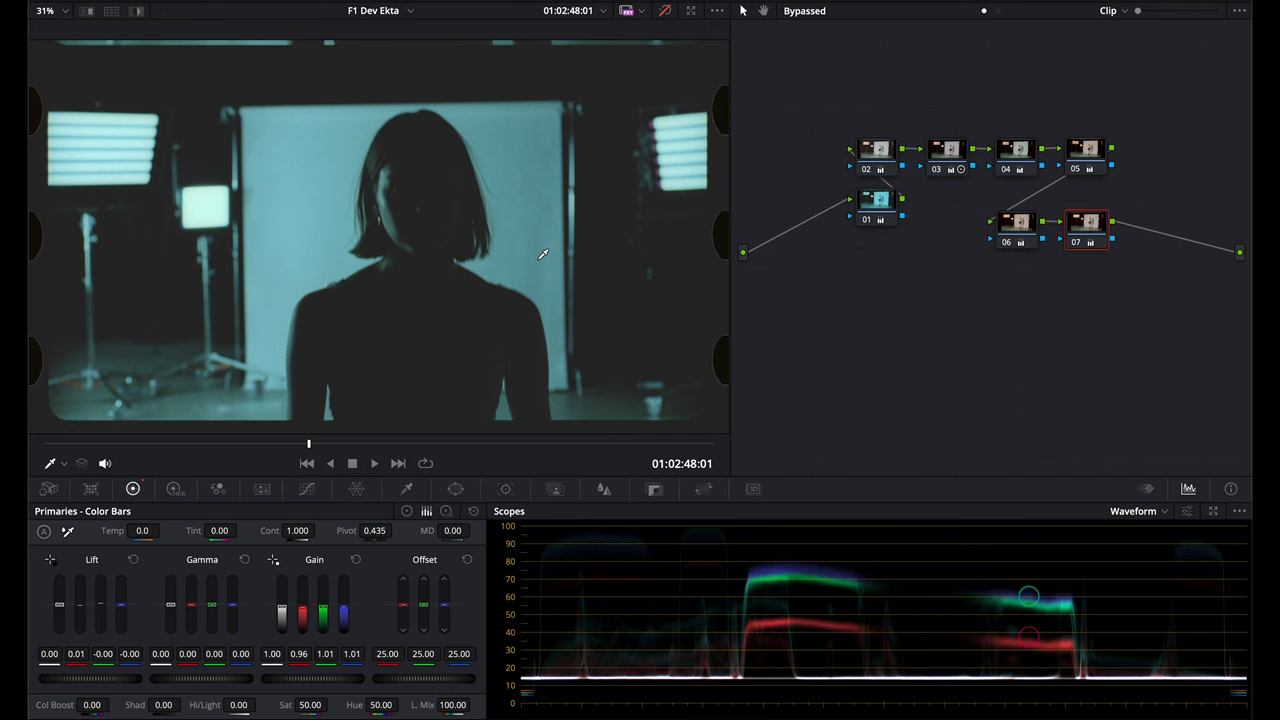 31% F1 Dev Ekta 01:02:48:01 FX Bypassed Clip
02 03 04 05
01
06 07
01:02:48:01
HDR 3D
Primaries - Color Bars
Scopes Waveform
A Temp 0.0 Tint 0.00 Cont 1.000 Pivot 0.435 MD 0.00
Lift Gamma Gain Offset
0.00 0.01 -0.00 -0.00 0.00 0.00 0.00 0.00 1.00 0.96 1.01 1.01 25.00 25.00 25.00
Col Boost 0.00 Shad 0.00 Hi/Light 0.00 Sat 50.00 Hue 50.00 L. Mix 100.00
100
90
80
70
60
50
40
30
20
10
0